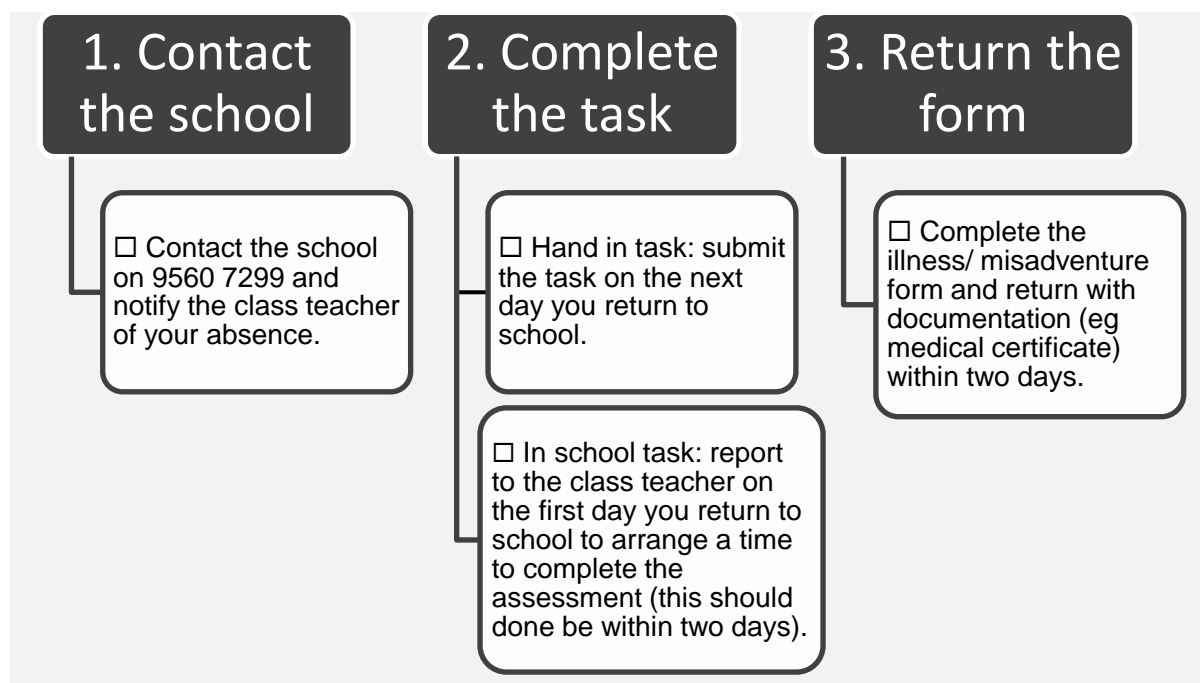 1. Contact
the school
☐ Contact the school
on 9560 7299 and
notify the class teacher
of your absence.
2. Complete
the task
☐ Hand in task: submit
the task on the next
day you return to
school.
☐ In school task: report
to the class teacher on
the first day you return to
school to arrange a time
to complete the
assessment (this should
done be within two days).
3. Return the
form
☐ Complete the
illness/ misadventure
form and return with
documentation (eg
medical certificate)
within two days.